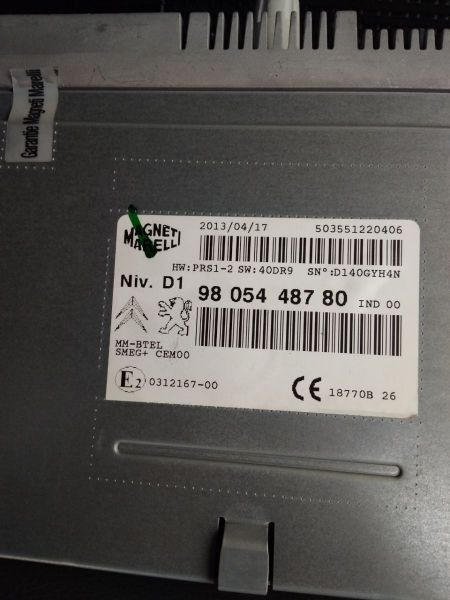 Garantie Magneti Marelli
MAGNETI
MARELLI
2013/04/17 503551220406
HW:PRS1-2 SW:40DR9 SN°:D140GYH4N
Niv. D1 98 054 487 80 IND 00
MM-BTEL
SMEG+ CEM00
E2 0312167-00 CE 18770B 26